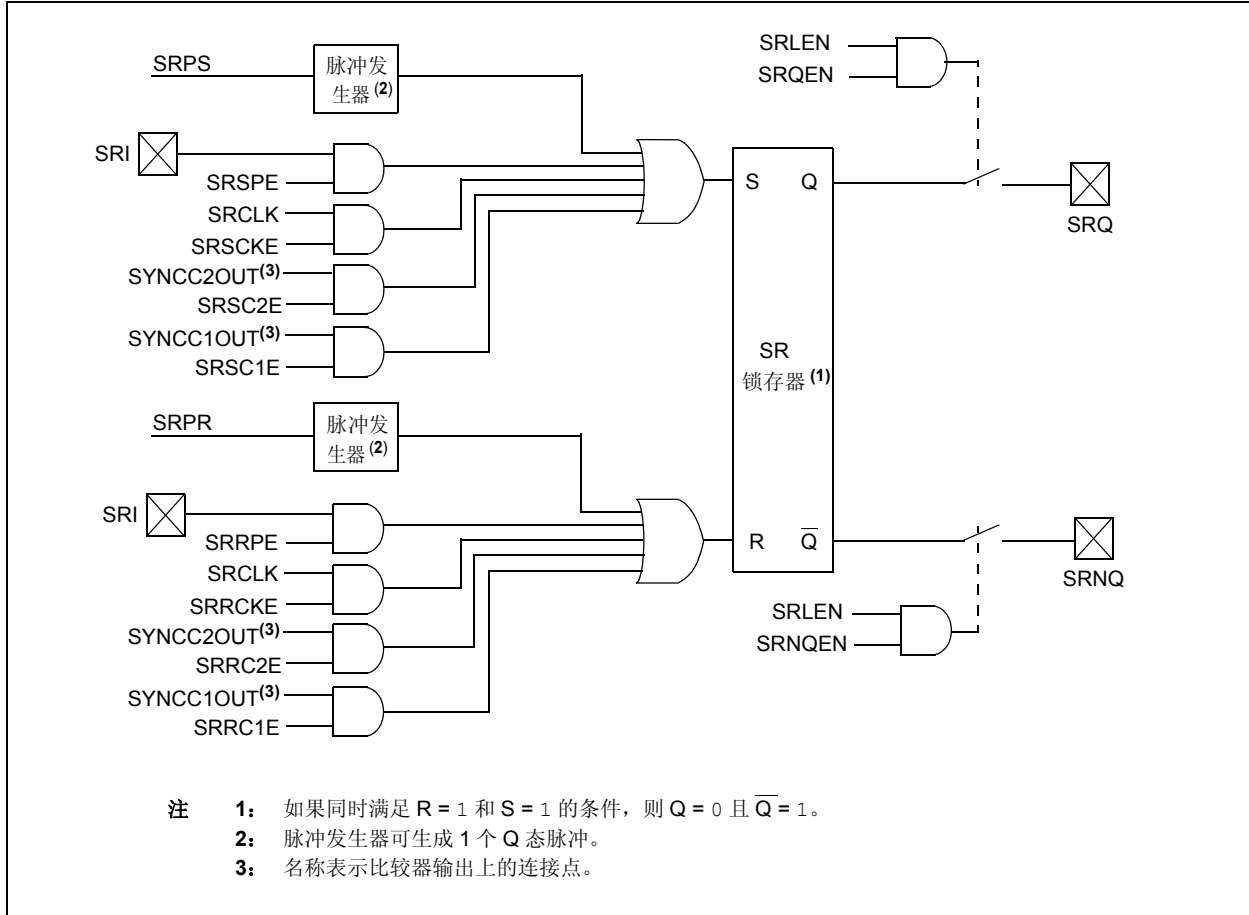 SRPS
脉冲发
生器(2)
SRLEN
SRQEN
SRI
SRSPE
SRCLK
SRSCKE
SYNCC2OUT(3)
SRSC2E
SYNCC1OUT(3)
SRSC1E
S Q
SRQ
SR
锁存器(1)
SRPR
脉冲发
生器(2)
SRI
SRRPE
SRCLK
SRRCKE
SYNCC2OUT(3)
SRRC2E
SYNCC1OUT(3)
SRRC1E
R Q̅
SRNQ
SRLEN
SRNQEN
注 1： 如果同时满足 R = 1 和 S = 1 的条件，则 Q = 0 且 Q̅ = 1。
2： 脉冲发生器可生成 1 个 Q 态脉冲。
3： 名称表示比较器输出上的连接点。